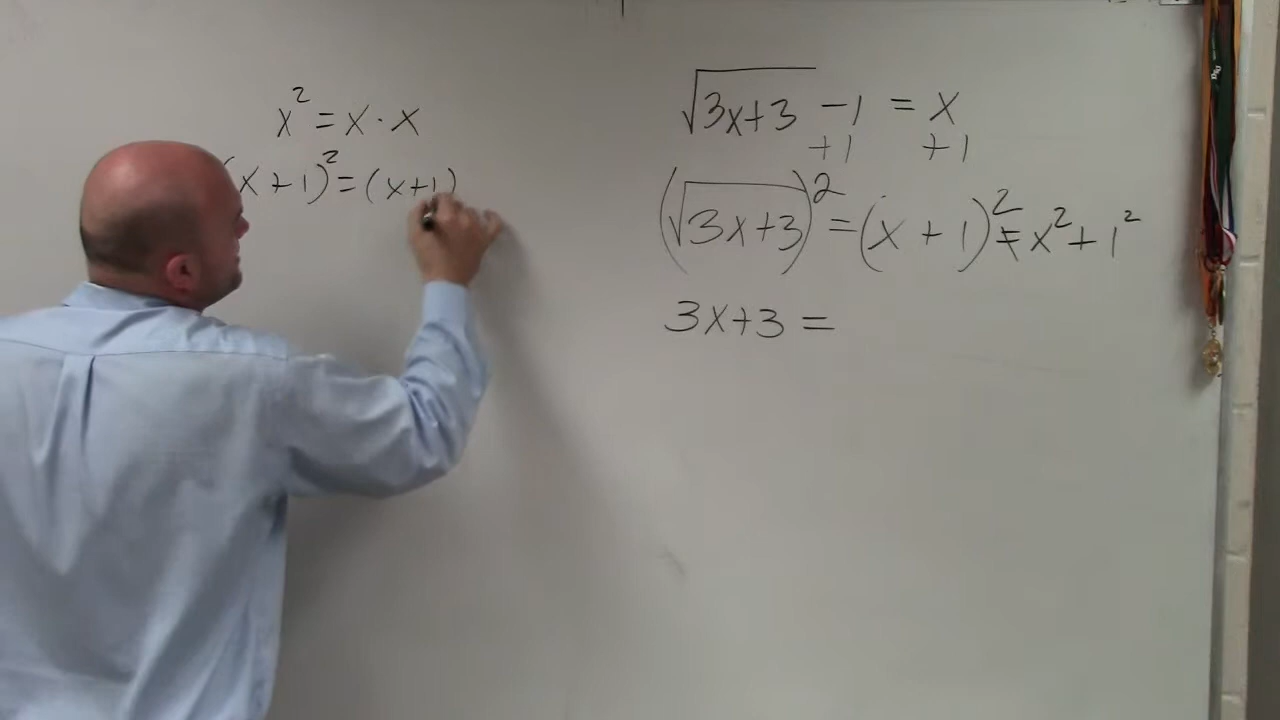 x² = x · x
(x + 1)² = (x+1)
√3x+3 - 1 = x
+1 +1
(√3x+3)² = (x + 1)² ≠ x² + 1²
3x+3 =